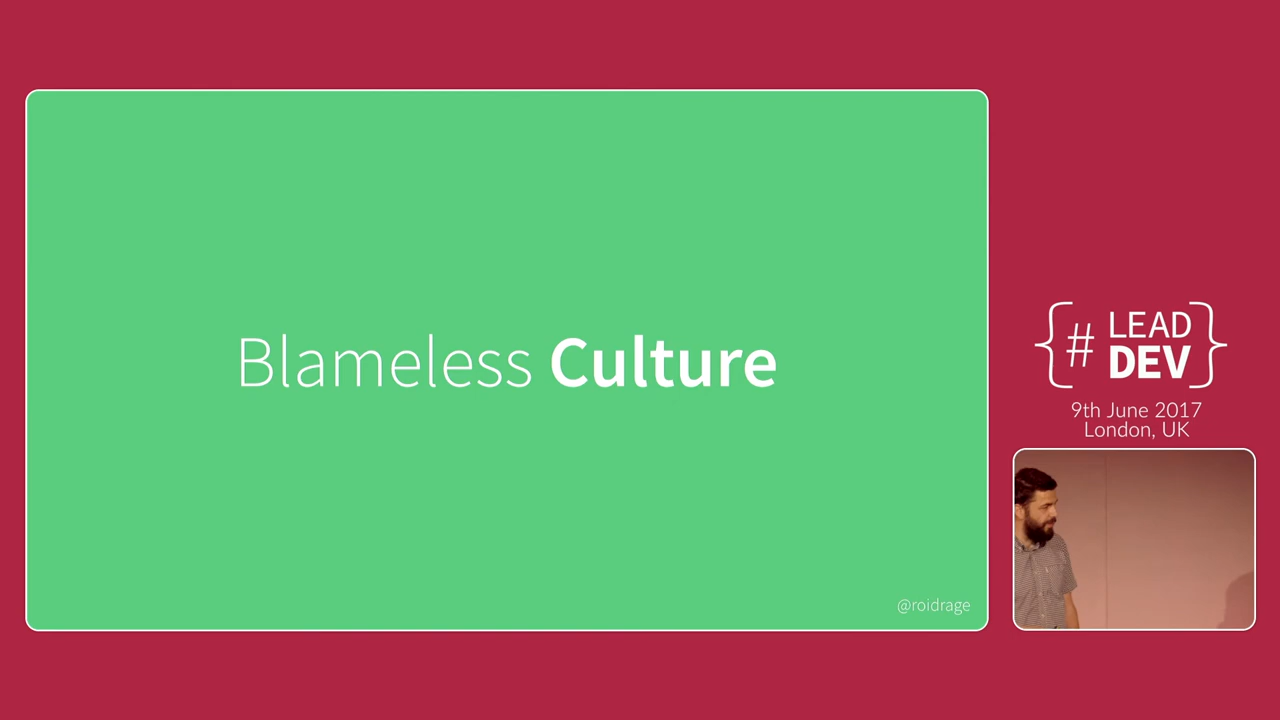 Blameless Culture
@roidrage
{# LEAD
DEV}
9th June 2017
London, UK